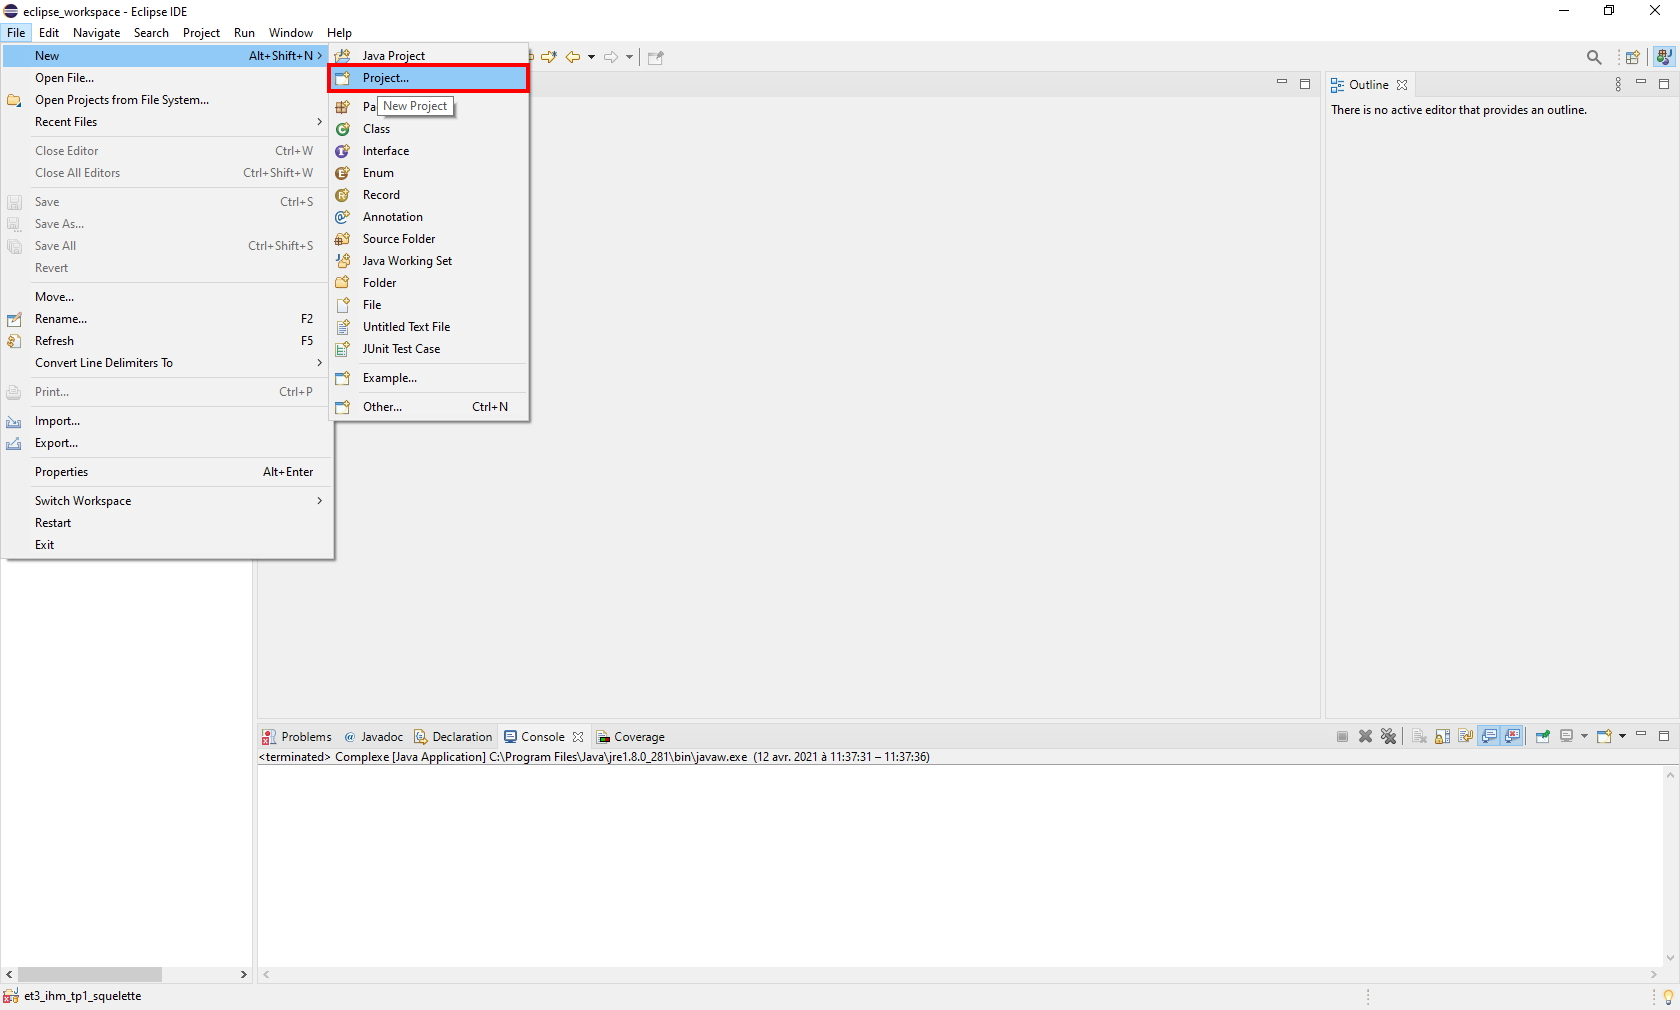 eclipse_workspace - Eclipse IDE
File Edit Navigate Search Project Run Window Help
New Alt+Shift+N >
Open File...
Open Projects from File System...
Recent Files >
Close Editor Ctrl+W
Close All Editors Ctrl+Shift+W
Save Ctrl+S
Save As...
Save All Ctrl+Shift+S
Revert
Move...
Rename... F2
Refresh F5
Convert Line Delimiters To >
Print... Ctrl+P
Import...
Export...
Properties Alt+Enter
Switch Workspace >
Restart
Exit
Java Project
Project...
Pa
New Project
Class
Interface
Enum
Record
Annotation
Source Folder
Java Working Set
Folder
File
Untitled Text File
JUnit Test Case
Example...
Other... Ctrl+N
Outline
There is no active editor that provides an outline.
Problems @ Javadoc Declaration Console Coverage
<terminated> Complexe [Java Application] C:\Program Files\Java\jre1.8.0_281\bin\javaw.exe (12 avr. 2021 à 11:37:31 – 11:37:36)
et3_ihm_tp1_squelette